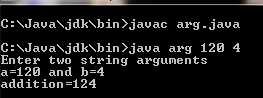 C:\Java\jdk\bin>javac arg.java
C:\Java\jdk\bin>java arg 120 4
Enter two string arguments
a=120 and b=4
addition=124